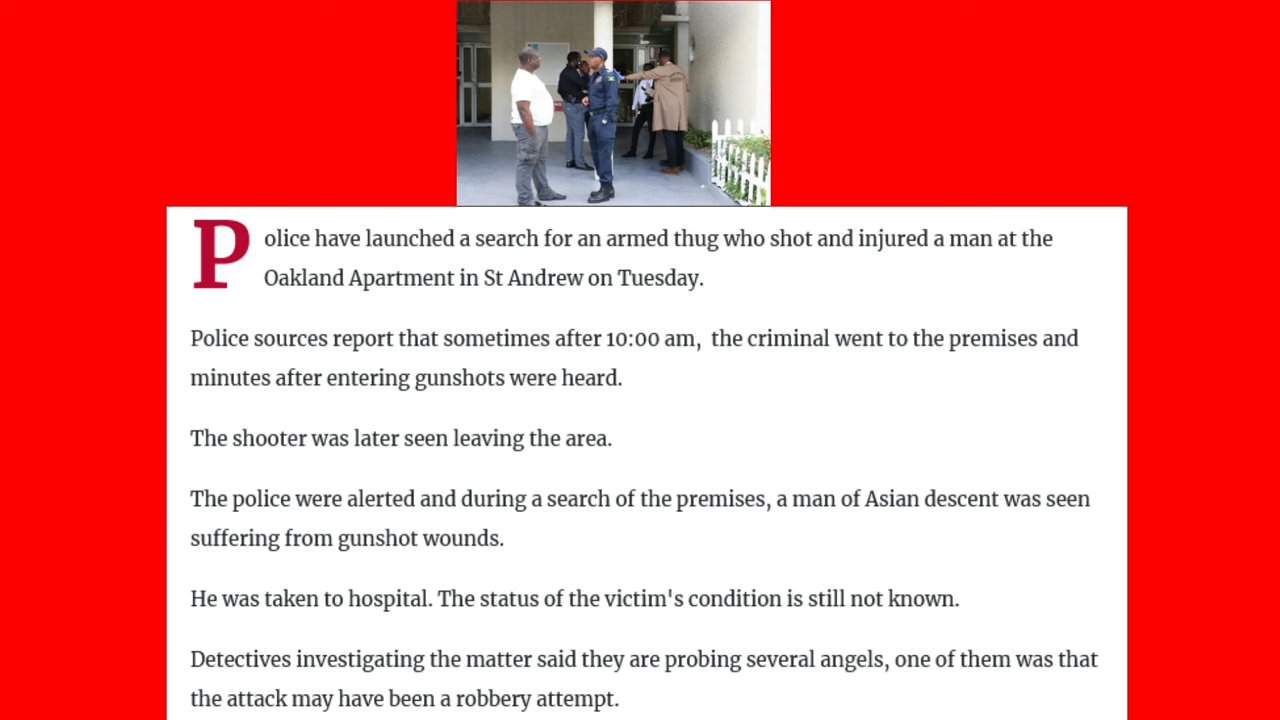 Police have launched a search for an armed thug who shot and injured a man at the
Oakland Apartment in St Andrew on Tuesday.
Police sources report that sometimes after 10:00 am,  the criminal went to the premises and
minutes after entering gunshots were heard.
The shooter was later seen leaving the area.
The police were alerted and during a search of the premises, a man of Asian descent was seen
suffering from gunshot wounds.
He was taken to hospital. The status of the victim's condition is still not known.
Detectives investigating the matter said they are probing several angels, one of them was that
the attack may have been a robbery attempt.